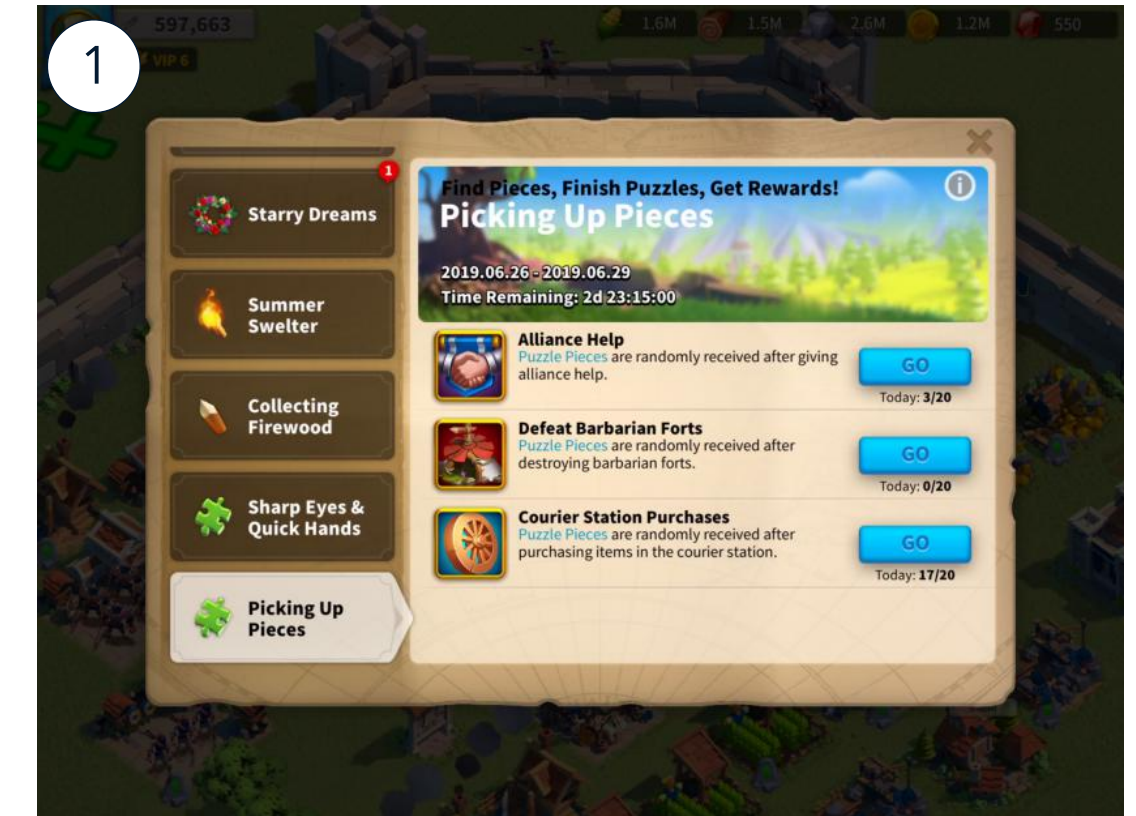 1
597,663
VIP 6
1.6M
1.5M
2.6M
1.2M
550
1
Starry Dreams
Summer
Swelter
Collecting
Firewood
Sharp Eyes &
Quick Hands
Picking Up
Pieces
Find Pieces, Finish Puzzles, Get Rewards!
Picking Up Pieces
2019.06.26 - 2019.06.29
Time Remaining: 2d 23:15:00
Alliance Help
Puzzle Pieces are randomly received after giving
alliance help.
GO
Today: 3/20
Defeat Barbarian Forts
Puzzle Pieces are randomly received after
destroying barbarian forts.
GO
Today: 0/20
Courier Station Purchases
Puzzle Pieces are randomly received after
purchasing items in the courier station.
GO
Today: 17/20